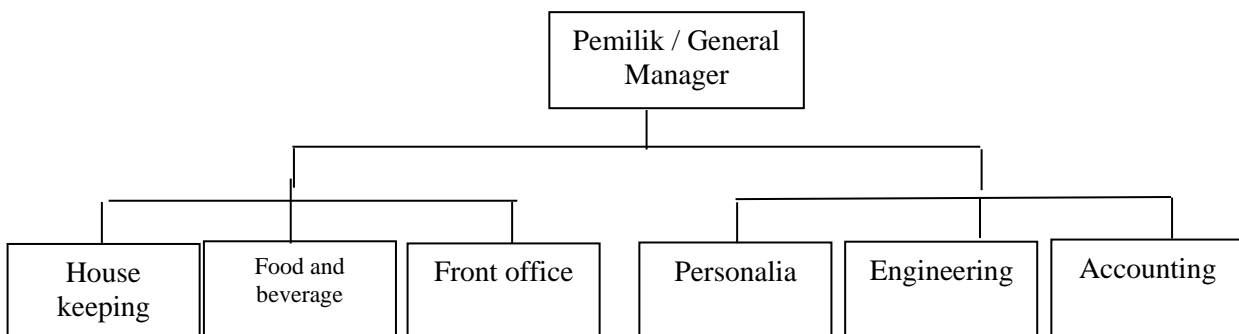 Pemilik / General
Manager
House
keeping
Food and
beverage
Front office
Personalia
Engineering
Accounting